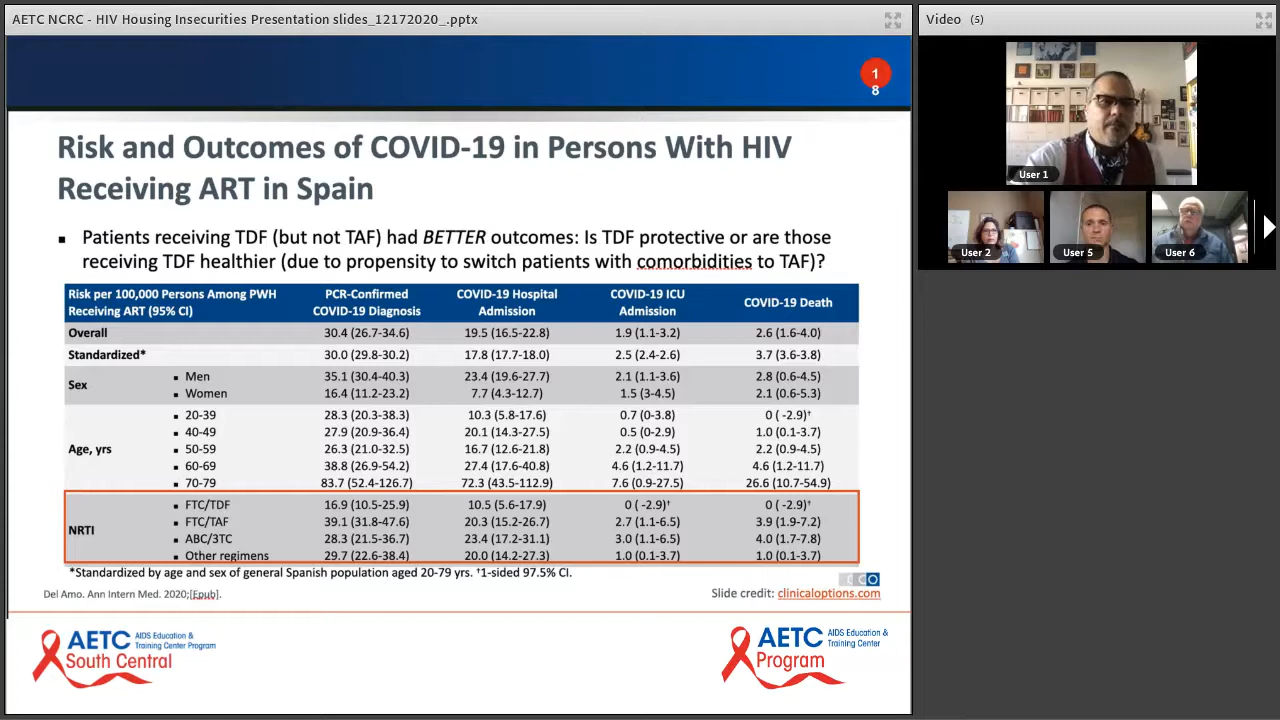 AETC NCRC - HIV Housing Insecurities Presentation slides_12172020_.pptx
1
8
Risk and Outcomes of COVID-19 in Persons With HIV
Receiving ART in Spain
▪ Patients receiving TDF (but not TAF) had BETTER outcomes: Is TDF protective or are those
receiving TDF healthier (due to propensity to switch patients with comorbidities to TAF)?
Risk per 100,000 Persons Among PWH Receiving ART (95% CI) PCR-Confirmed COVID-19 Diagnosis COVID-19 Hospital Admission COVID-19 ICU Admission COVID-19 Death
Overall 30.4 (26.7-34.6) 19.5 (16.5-22.8) 1.9 (1.1-3.2) 2.6 (1.6-4.0)
Standardized* 30.0 (29.8-30.2) 17.8 (17.7-18.0) 2.5 (2.4-2.6) 3.7 (3.6-3.8)
Sex
▪ Men 35.1 (30.4-40.3) 23.4 (19.6-27.7) 2.1 (1.1-3.6) 2.8 (0.6-4.5)
▪ Women 16.4 (11.2-23.2) 7.7 (4.3-12.7) 1.5 (3-4.5) 2.1 (0.6-5.3)
Age, yrs
▪ 20-39 28.3 (20.3-38.3) 10.3 (5.8-17.6) 0.7 (0-3.8) 0 ( -2.9)†
▪ 40-49 27.9 (20.9-36.4) 20.1 (14.3-27.5) 0.5 (0-2.9) 1.0 (0.1-3.7)
▪ 50-59 26.3 (21.0-32.5) 16.7 (12.6-21.8) 2.2 (0.9-4.5) 2.2 (0.9-4.5)
▪ 60-69 38.8 (26.9-54.2) 27.4 (17.6-40.8) 4.6 (1.2-11.7) 4.6 (1.2-11.7)
▪ 70-79 83.7 (52.4-126.7) 72.3 (43.5-112.9) 7.6 (0.9-27.5) 26.6 (10.7-54.9)
NRTI
▪ FTC/TDF 16.9 (10.5-25.9) 10.5 (5.6-17.9) 0 ( -2.9)† 0 ( -2.9)†
▪ FTC/TAF 39.1 (31.8-47.6) 20.3 (15.2-26.7) 2.7 (1.1-6.5) 3.9 (1.9-7.2)
▪ ABC/3TC 28.3 (21.5-36.7) 23.4 (17.2-31.1) 3.0 (1.1-6.5) 4.0 (1.7-7.8)
▪ Other regimens 29.7 (22.6-38.4) 20.0 (14.2-27.3) 1.0 (0.1-3.7) 1.0 (0.1-3.7)
*Standardized by age and sex of general Spanish population aged 20-79 yrs. †1-sided 97.5% CI.
CCO
Del Amo. Ann Intern Med. 2020;[Epub].
Slide credit: clinicaloptions.com
AETC AIDS Education &
Training Center Program
South Central
AETC AIDS Education &
Training Center
Program
Video (5)
User 1
User 2
User 5
User 6